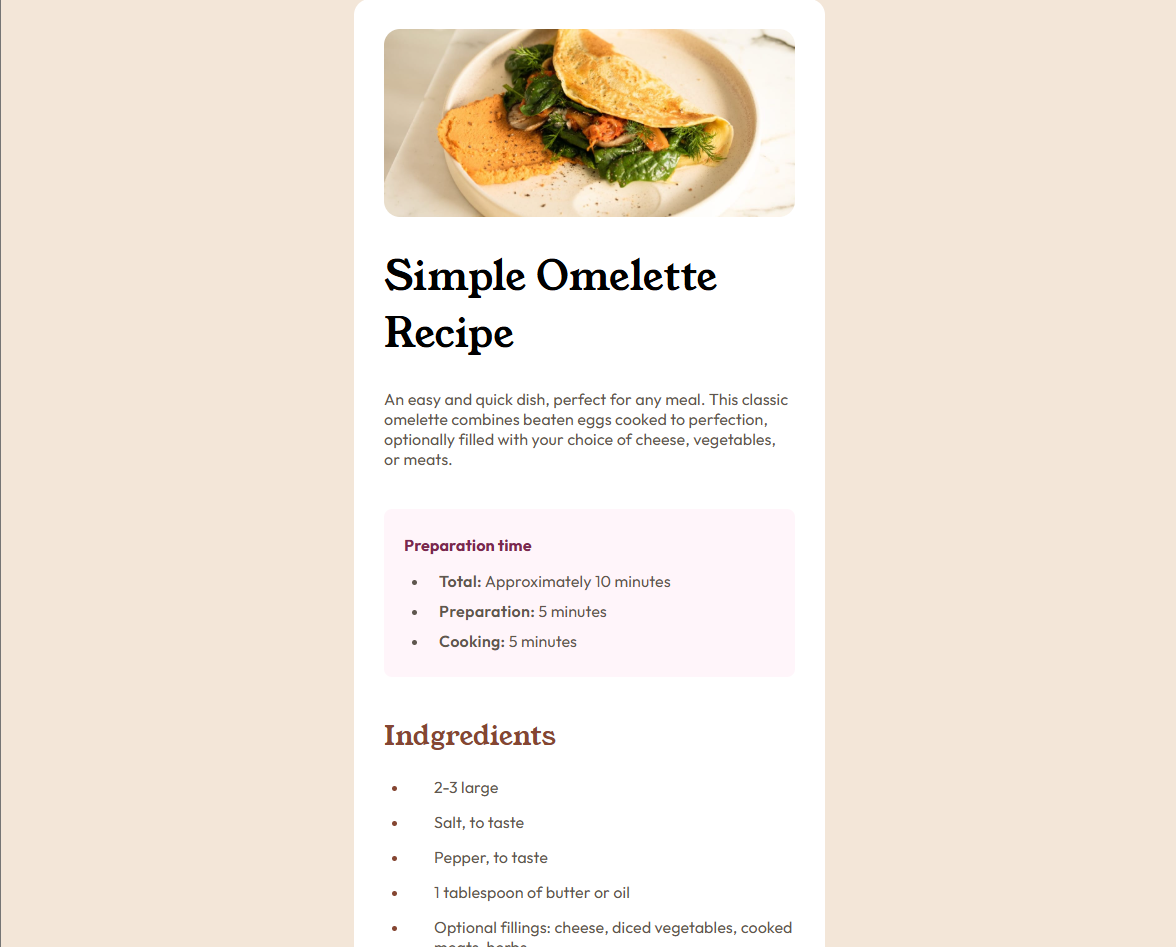 Simple Omelette
Recipe
An easy and quick dish, perfect for any meal. This classic
omelette combines beaten eggs cooked to perfection,
optionally filled with your choice of cheese, vegetables,
or meats.
Preparation time
Total: Approximately 10 minutes
Preparation: 5 minutes
Cooking: 5 minutes
Indgredients
2-3 large
Salt, to taste
Pepper, to taste
1 tablespoon of butter or oil
Optional fillings: cheese, diced vegetables, cooked
meats, herbs